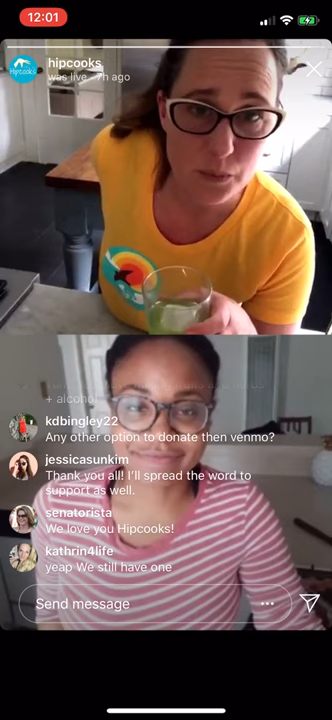 12:01
hipcooks
Hipcooks
was live · 7h ago
+ alcohol
kdbingley22
Any other option to donate then venmo?
jessicasunkim
Thank you all! I'll spread the word to
support as well.
senatorista
We love you Hipcooks!
kathrin4life
yeap We still have one
Send message